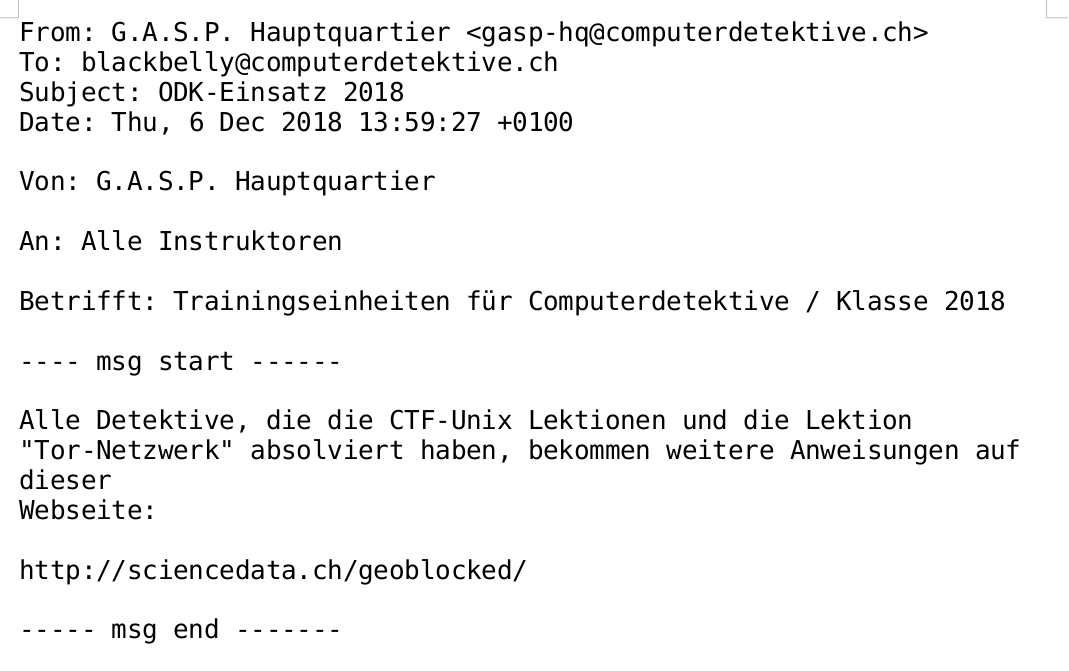 From: G.A.S.P. Hauptquartier <gasp-hq@computerdetektive.ch>
To: blackbelly@computerdetektive.ch
Subject: ODK-Einsatz 2018
Date: Thu, 6 Dec 2018 13:59:27 +0100
Von: G.A.S.P. Hauptquartier
An: Alle Instruktoren
Betrifft: Trainingseinheiten für Computerdetektive / Klasse 2018
---- msg start ------
Alle Detektive, die die CTF-Unix Lektionen und die Lektion
"Tor-Netzwerk" absolviert haben, bekommen weitere Anweisungen auf
dieser
Webseite:
http://sciencedata.ch/geoblocked/
----- msg end -------